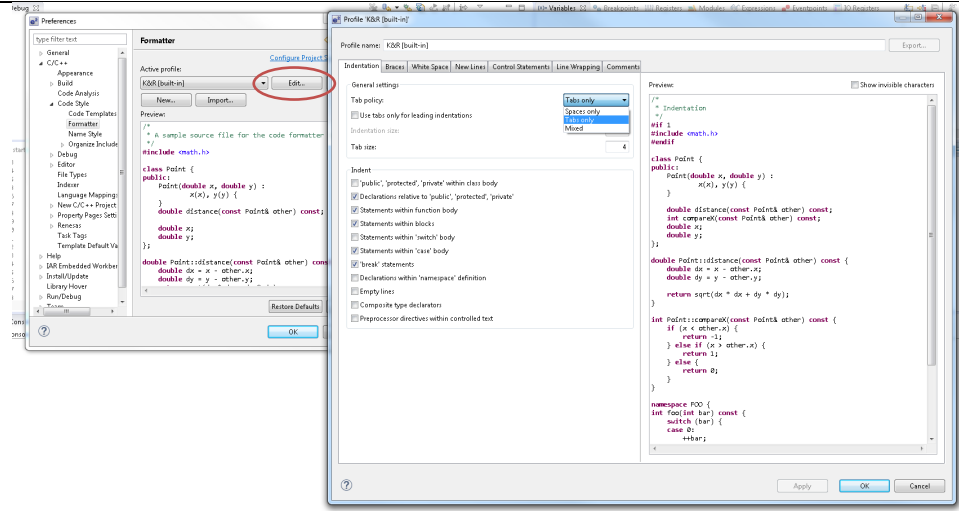 Debug
Variables
Breakpoints
Registers
Modules
Expressions
Eventpoints
IO Registers
Preferences
type filter text
General
C/C++
Appearance
Build
Code Analysis
Code Style
Code Templates
Formatter
Name Style
Organize Include
Debug
Editor
File Types
Indexer
Language Mappings
New C/C++ Project
Property Pages Setti
Renesas
Task Tags
Template Default Va
Help
IAR Embedded Workber
Install/Update
Library Hover
Run/Debug
Team
Formatter
Configure Project S
Active profile:
K&R [built-in]
Edit...
New...
Import...
Preview:
/*
* A sample source file for the code formatter
*/
#include <math.h>
class Point {
public:
Point(double x, double y) :
x(x), y(y) {
}
double distance(const Point& other) const;
double x;
double y;
};
double Point::distance(const Point& other) cons
double dx = x - other.x;
double dy = y - other.y;
Restore Defaults
OK
Profile 'K&R [built-in]'
Profile name: K&R [built-in]
Export...
Indentation Braces White Space New Lines Control Statements Line Wrapping Comments
General settings
Tab policy: Tabs only
Spaces only
Tabs only
Mixed
Use tabs only for leading indentations
Indentation size:
Tab size: 4
Indent
'public', 'protected', 'private' within class body
Declarations relative to 'public', 'protected', 'private'
Statements within function body
Statements within blocks
Statements within 'switch' body
Statements within 'case' body
'break' statements
Declarations within 'namespace' definition
Empty lines
Composite type declarators
Preprocessor directives within controlled text
Preview:
Show invisible characters
/*
* Indentation
*/
#if 1
#include <math.h>
#endif
class Point {
public:
Point(double x, double y) :
x(x), y(y) {
}
double distance(const Point& other) const;
int compareX(const Point& other) const;
double x;
double y;
};
double Point::distance(const Point& other) const {
double dx = x - other.x;
double dy = y - other.y;
return sqrt(dx * dx + dy * dy);
}
int Point::compareX(const Point& other) const {
if (x < other.x) {
return -1;
} else if (x > other.x) {
return 1;
} else {
return 0;
}
}
namespace FOO {
int foo(int bar) const {
switch (bar) {
case 0:
++bar;
Apply
OK
Cancel